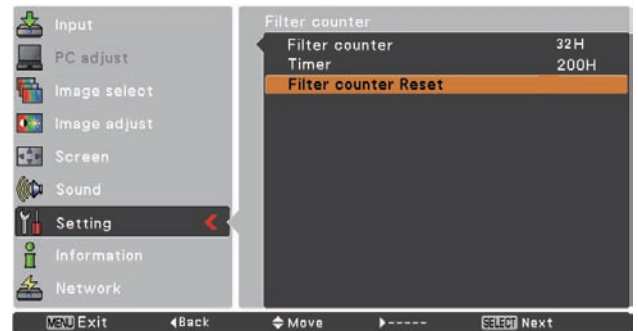 Input
PC adjust
Image select
Image adjust
Screen
Sound
Setting
Information
Network
Filter counter
Filter counter 32H
Timer 200H
Filter counter Reset
MENU Exit ◀Back Move ▶----- SELECT Next